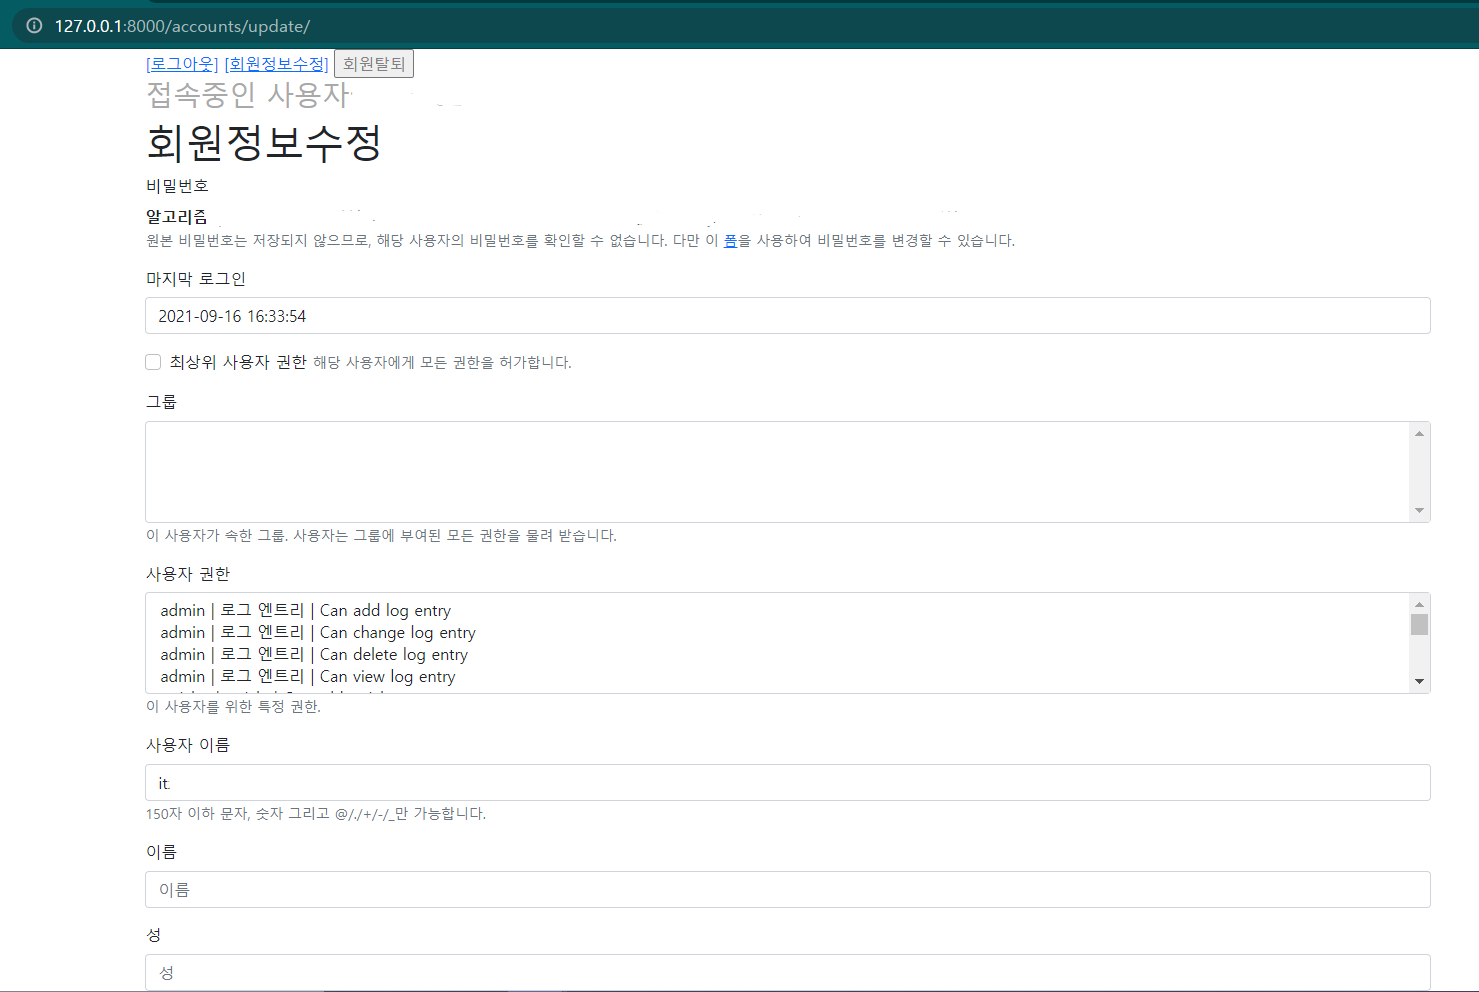 127.0.0.1:8000/accounts/update/
[로그아웃] [회원정보수정] 회원탈퇴
접속중인 사용자
회원정보수정
비밀번호
알고리즘
원본 비밀번호는 저장되지 않으므로, 해당 사용자의 비밀번호를 확인할 수 없습니다. 다만 이 폼을 사용하여 비밀번호를 변경할 수 있습니다.
마지막 로그인
2021-09-16 16:33:54
최상위 사용자 권한 해당 사용자에게 모든 권한을 허가합니다.
그룹
이 사용자가 속한 그룹. 사용자는 그룹에 부여된 모든 권한을 물려 받습니다.
사용자 권한
admin | 로그 엔트리 | Can add log entry
admin | 로그 엔트리 | Can change log entry
admin | 로그 엔트리 | Can delete log entry
admin | 로그 엔트리 | Can view log entry
이 사용자를 위한 특정 권한.
사용자 이름
it
150자 이하 문자, 숫자 그리고 @/./+/-/_만 가능합니다.
이름
이름
성
성